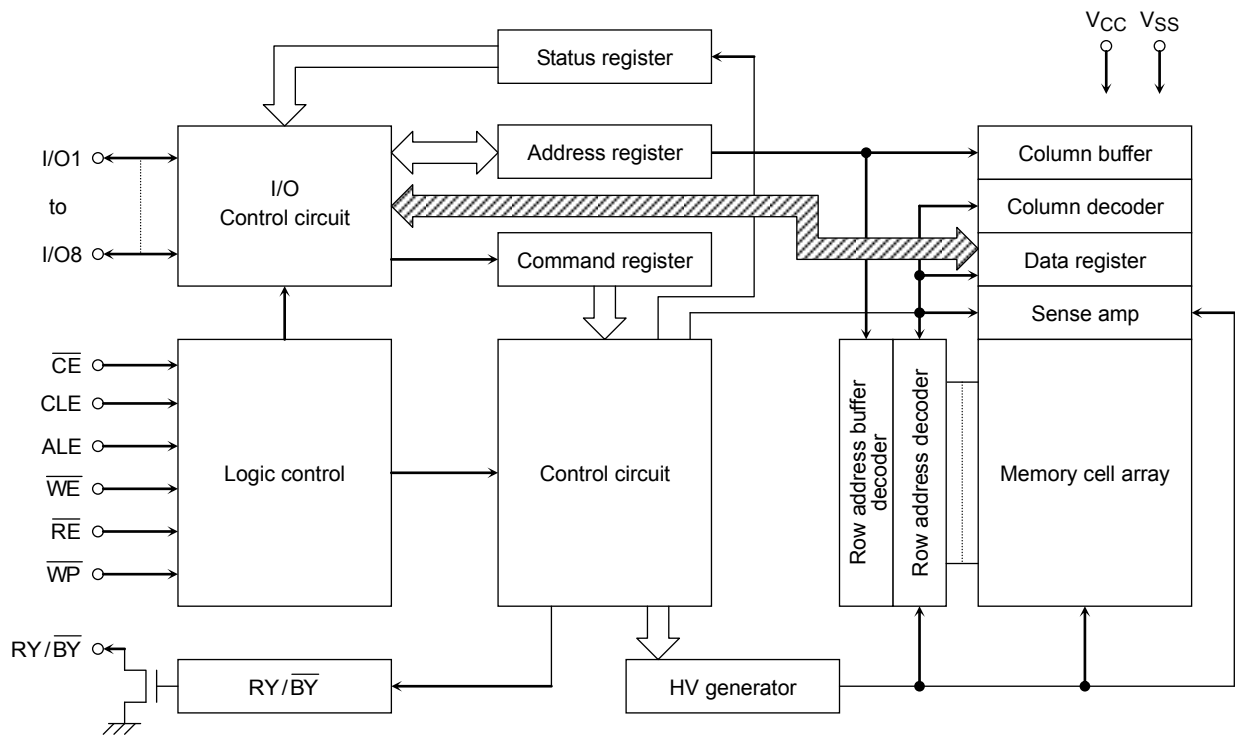 VCC VSS
Status register
Address register
Column buffer
I/O1
to
I/O8
I/O
Control circuit
Column decoder
Command register
Data register
Sense amp
CE
CLE
ALE
WE
RE
WP
Logic control
Control circuit
Row address buffer
decoder
Row address decoder
Memory cell array
RY/BY
RY/BY
HV generator